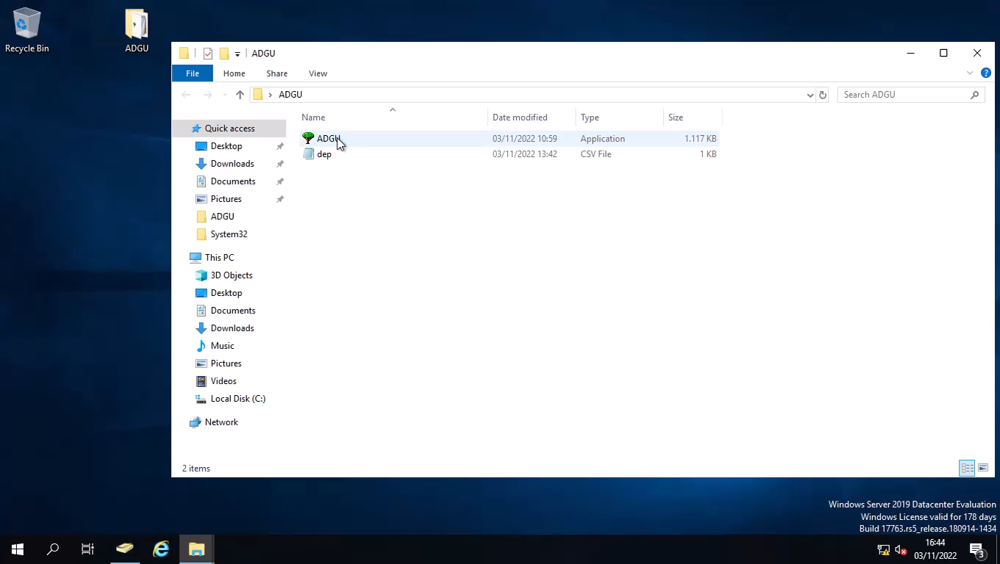 Recycle Bin
ADGU
ADGU
File Home Share View
ADGU
Search ADGU
Name Date modified Type Size
ADGU 03/11/2022 10:59 Application 1.117 KB
dep 03/11/2022 13:42 CSV File 1 KB
Quick access
Desktop
Downloads
Documents
Pictures
ADGU
System32
This PC
3D Objects
Desktop
Documents
Downloads
Music
Pictures
Videos
Local Disk (C:)
Network
2 items
Windows Server 2019 Datacenter Evaluation
Windows License valid for 178 days
Build 17763.rs5_release.180914-1434
16:44
03/11/2022
3